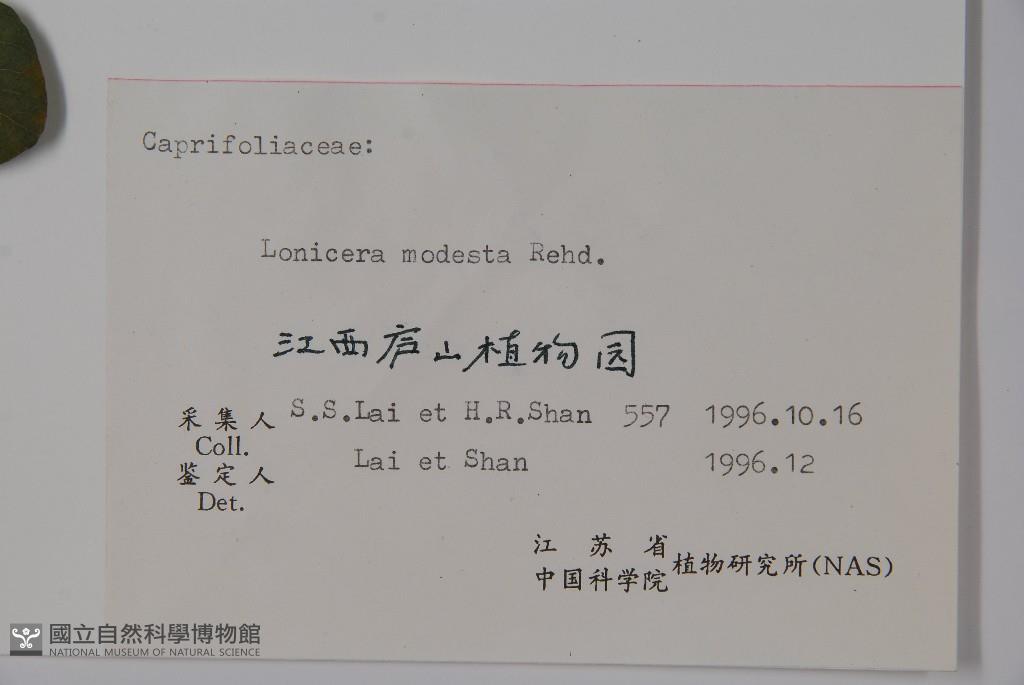 Caprifoliaceae:
Lonicera modesta Rehd.
江西庐山植物园
采集人 S.S.Lai et H.R.Shan 557 1996.10.16
Coll.
鉴定人 Lai et Shan 1996.12
Det.
江苏省
中国科学院 植物研究所(NAS)
國立自然科學博物館
NATIONAL MUSEUM OF NATURAL SCIENCE